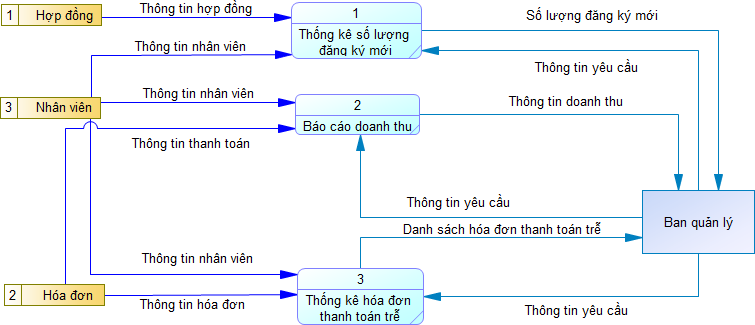 1 Hợp đồng
Thông tin hợp đồng
1
Thống kê số lượng
đăng ký mới
Số lượng đăng ký mới
Thông tin nhân viên
Thông tin yêu cầu
3 Nhân viên
Thông tin nhân viên
2
Báo cáo doanh thu
Thông tin doanh thu
Thông tin thanh toán
Thông tin yêu cầu
Ban quản lý
Danh sách hóa đơn thanh toán trễ
Thông tin nhân viên
3
Thống kê hóa đơn
thanh toán trễ
2 Hóa đơn
Thông tin hóa đơn
Thông tin yêu cầu